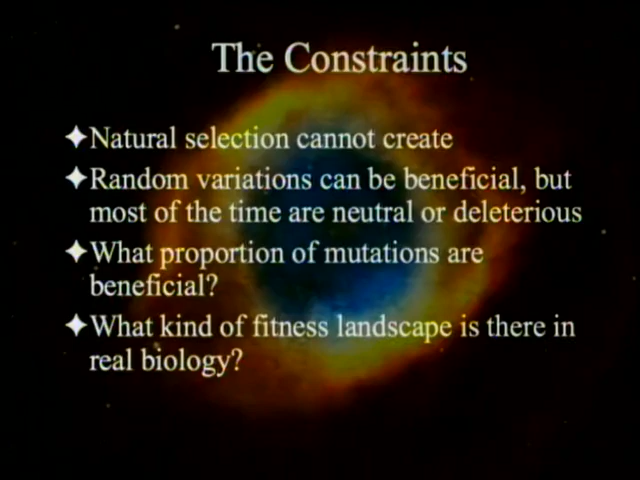 The Constraints
Natural selection cannot create
Random variations can be beneficial, but
most of the time are neutral or deleterious
What proportion of mutations are
beneficial?
What kind of fitness landscape is there in
real biology?